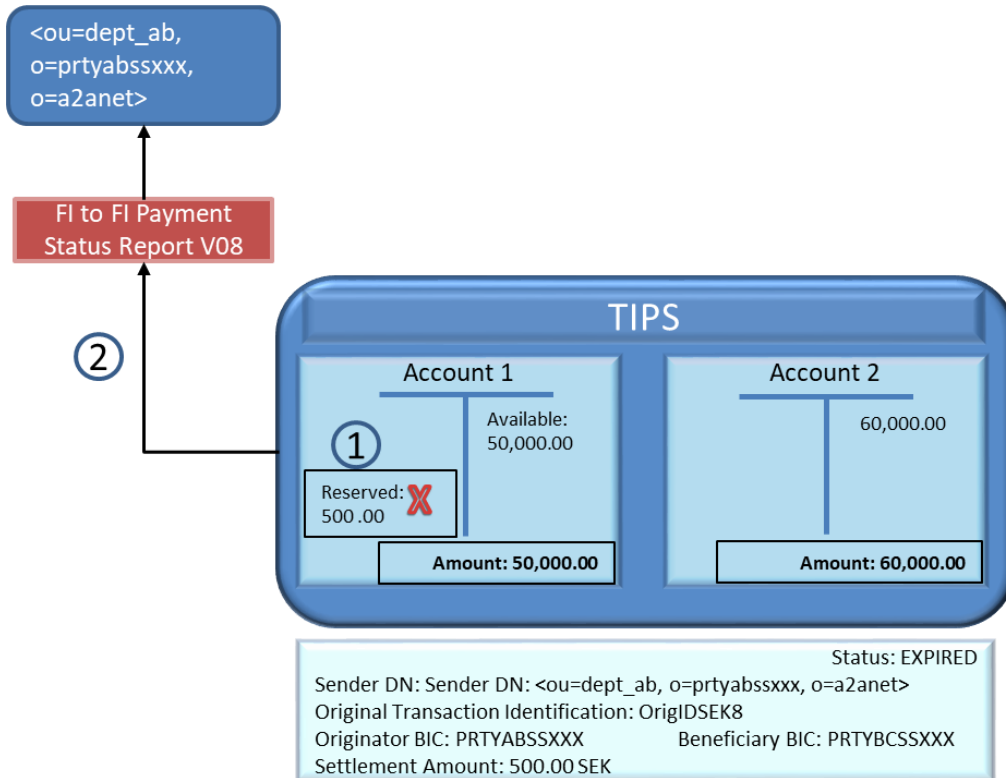 <ou=dept_ab,
o=prtyabssxxx,
o=a2anet>
FI to FI Payment
Status Report V08
2
TIPS
Account 1
Available:
50,000.00
1
Reserved:
500 .00
X
Amount: 50,000.00
Account 2
60,000.00
Amount: 60,000.00
Status: EXPIRED
Sender DN: Sender DN: <ou=dept_ab, o=prtyabssxxx, o=a2anet>
Original Transaction Identification: OrigIDSEK8
Originator BIC: PRTYABSSXXX Beneficiary BIC: PRTYBCSSXXX
Settlement Amount: 500.00 SEK